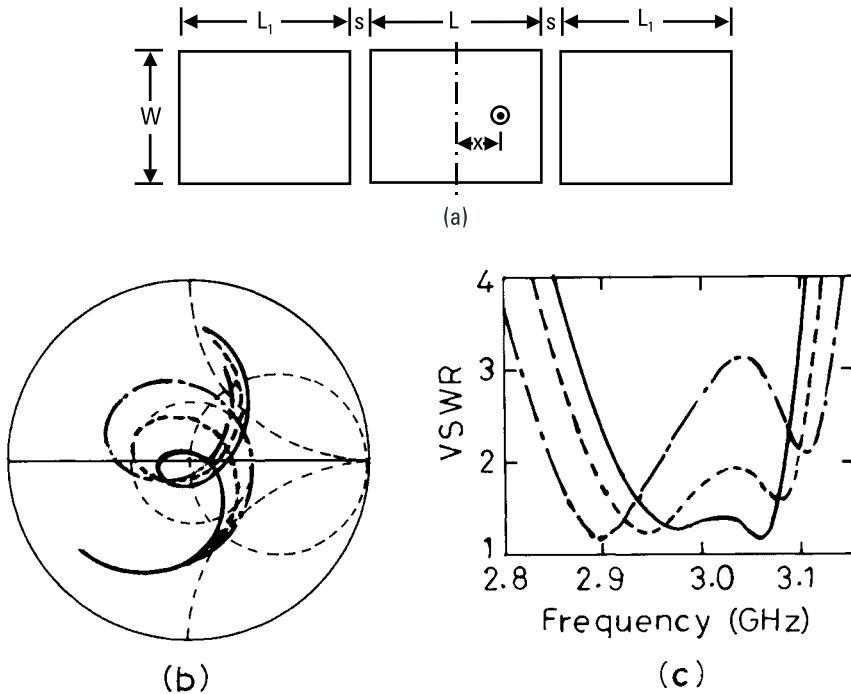 L₁ s L s L₁
W
x
(a)
4
3
2
1
VSWR
2.8 2.9 3.0 3.1
Frequency (GHz)
(b) (c)